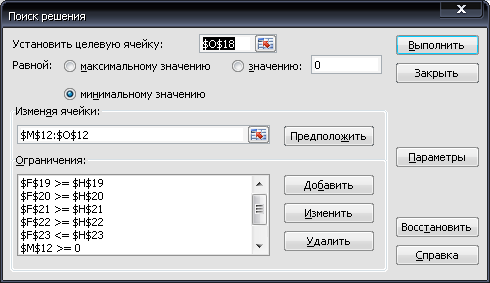 Поиск решения
Установить целевую ячейку: $O$18
Выполнить
Равной: максимальному значению значению: 0
Закрыть
минимальному значению
Изменяя ячейки:
$M$12:$O$12
Предположить
Ограничения:
Параметры
$F$19 >= $H$19
$F$20 >= $H$20
$F$21 >= $H$21
$F$22 >= $H$22
$F$23 <= $H$23
$M$12 >= 0
Добавить
Изменить
Удалить
Восстановить
Справка